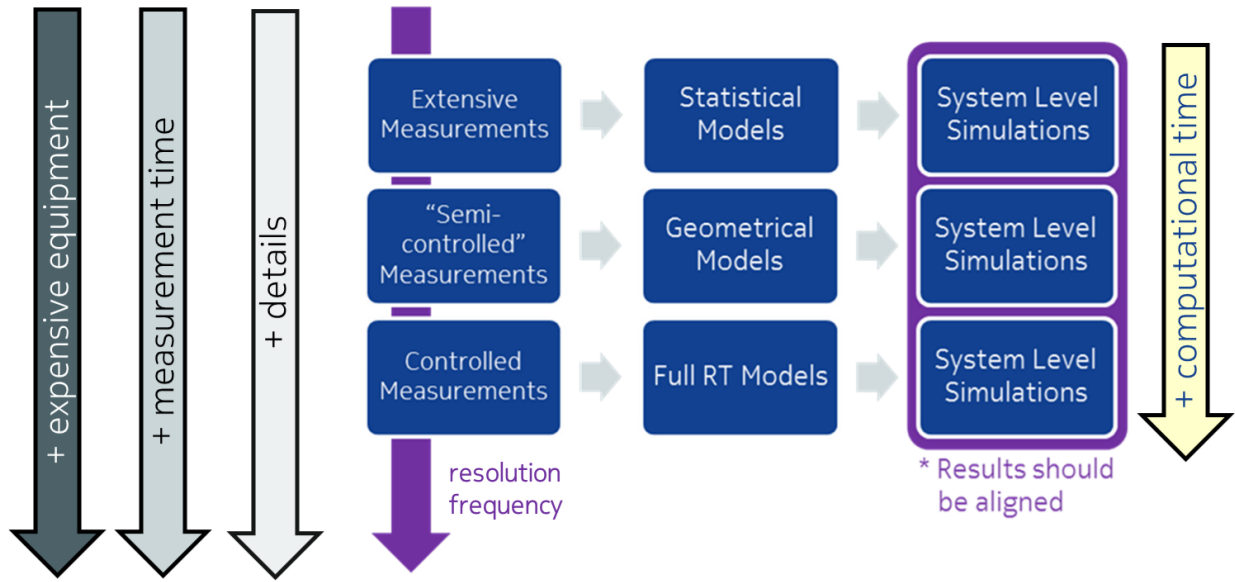 + expensive equipment
+ measurement time
+ details
Extensive
Measurements
Statistical
Models
System Level
Simulations
“Semi-
controlled”
Measurements
Geometrical
Models
System Level
Simulations
Controlled
Measurements
Full RT Models
System Level
Simulations
resolution
frequency
* Results should
be aligned
+ computational time